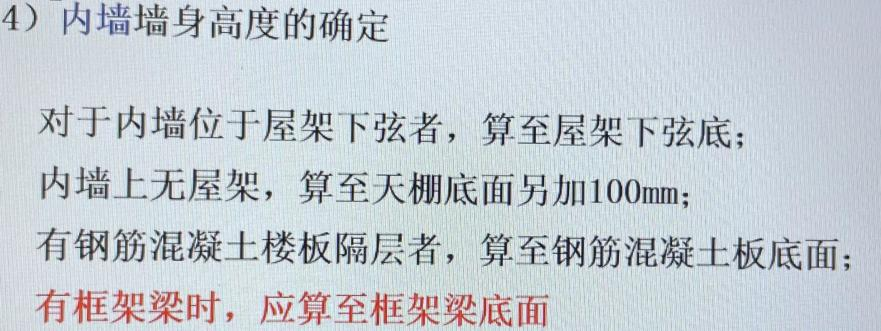 4）内墙墙身高度的确定
对于内墙位于屋架下弦者，算至屋架下弦底；
内墙上无屋架，算至天棚底面另加100mm；
有钢筋混凝土楼板隔层者，算至钢筋混凝土板底面；
有框架梁时，应算至框架梁底面